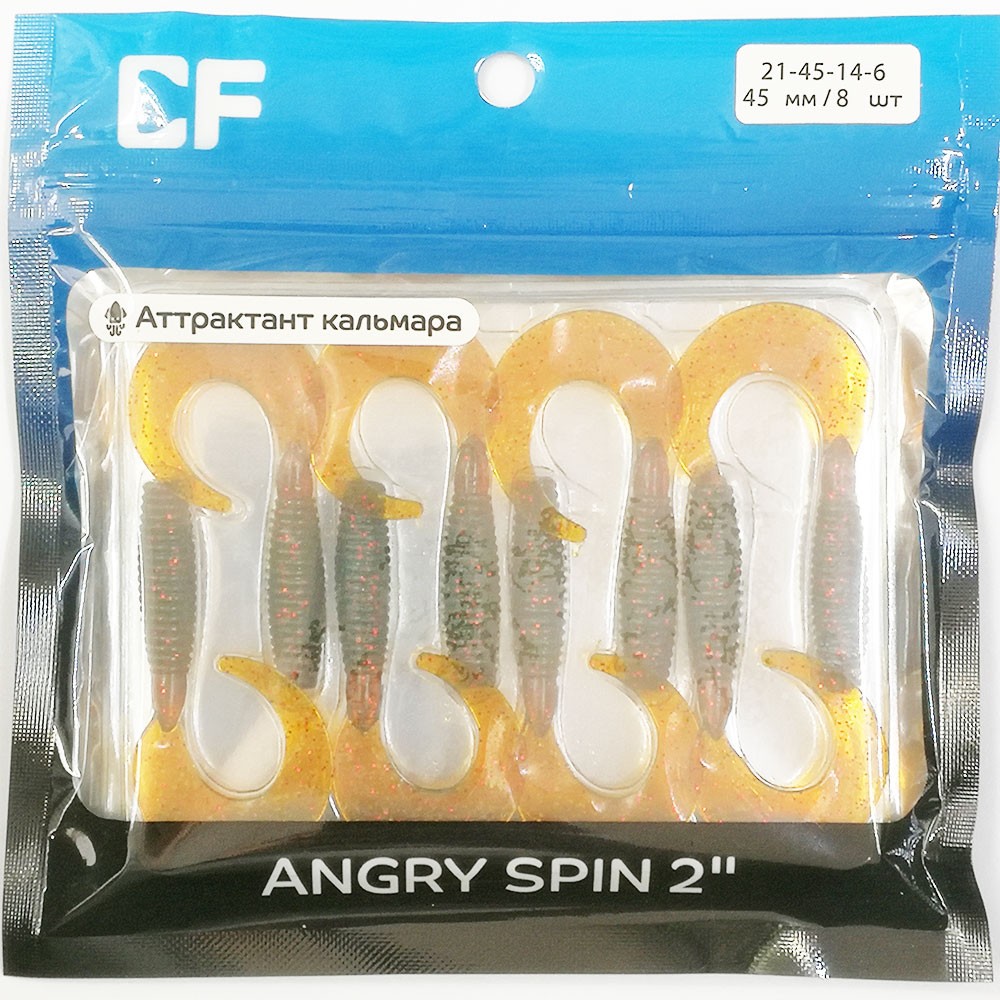 CF
21-45-14-6
45 мм / 8 шт
Аттрактант кальмара
ANGRY SPIN 2"